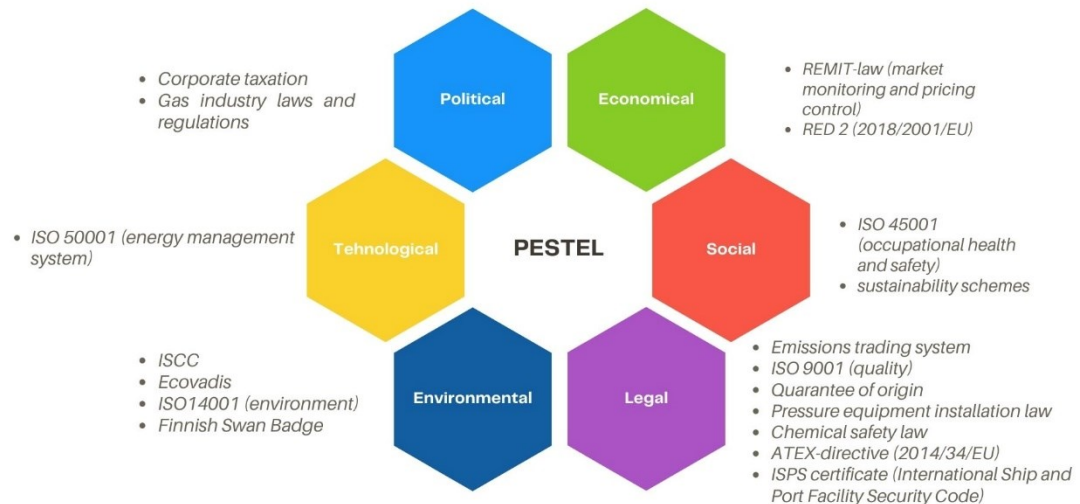 Political
Economical
• Corporate taxation
• Gas industry laws and
regulations
• REMIT-law (market
monitoring and pricing
control)
• RED 2 (2018/2001/EU)
Tehnological
PESTEL
Social
• ISO 50001 (energy management
system)
• ISO 45001
(occupational health
and safety)
• sustainability schemes
Environmental
Legal
• ISCC
• Ecovadis
• ISO14001 (environment)
• Finnish Swan Badge
• Emissions trading system
• ISO 9001 (quality)
• Quarantee of origin
• Pressure equipment installation law
• Chemical safety law
• ATEX-directive (2014/34/EU)
• ISPS certificate (International Ship and
Port Facility Security Code)